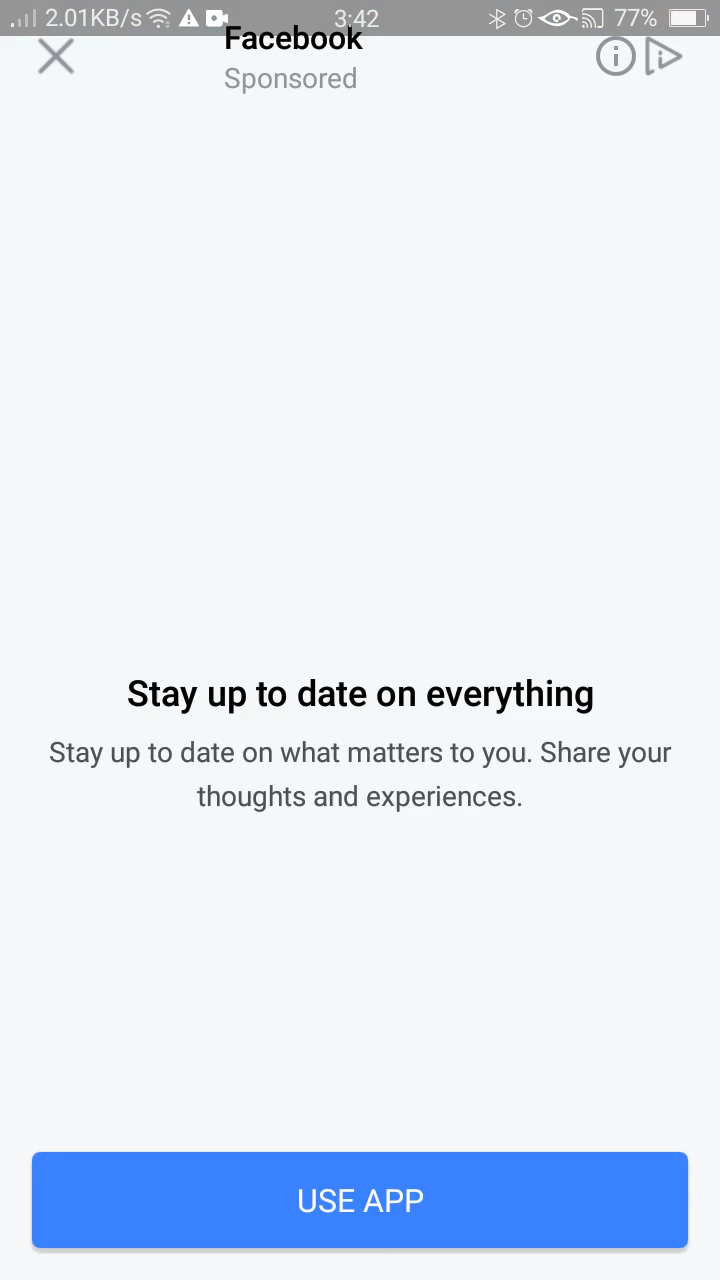 2.01KB/s 3:42 77%
Facebook
Sponsored
Stay up to date on everything
Stay up to date on what matters to you. Share your
thoughts and experiences.
USE APP